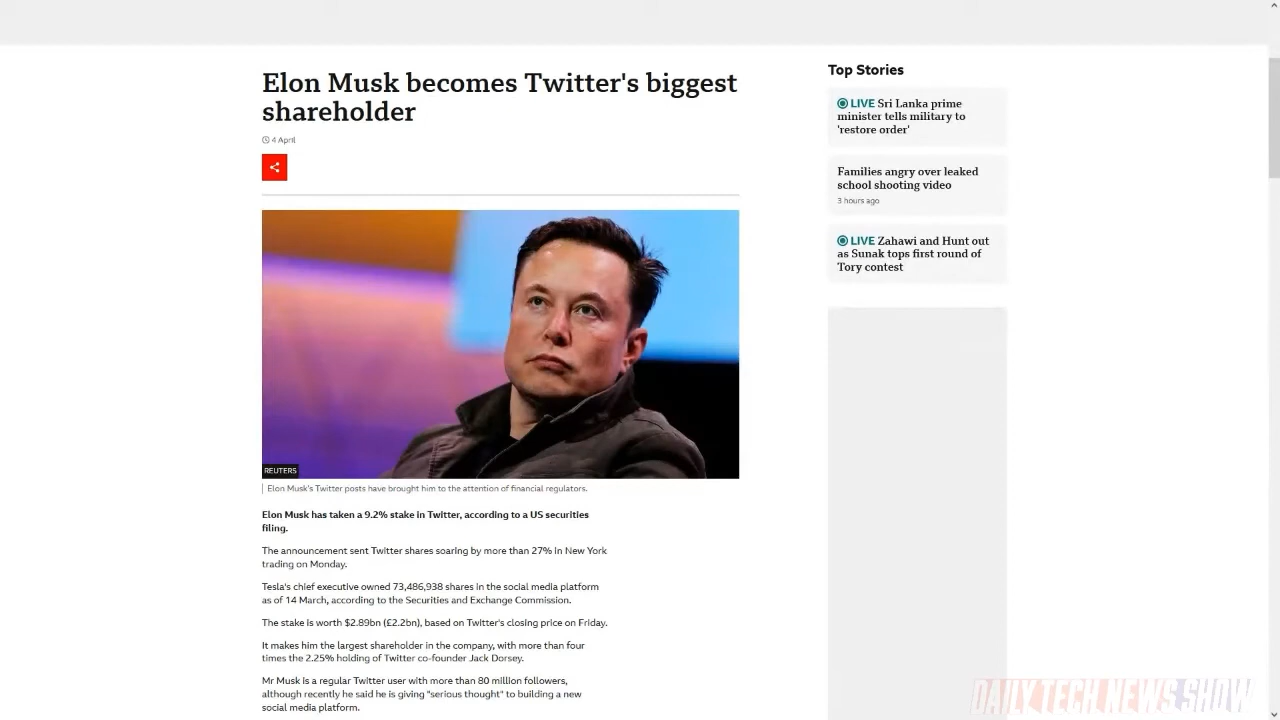 Elon Musk becomes Twitter's biggest
shareholder
4 April
REUTERS
Elon Musk's Twitter posts have brought him to the attention of financial regulators.
Elon Musk has taken a 9.2% stake in Twitter, according to a US securities
filing.
The announcement sent Twitter shares soaring by more than 27% in New York
trading on Monday.
Tesla's chief executive owned 73,486,938 shares in the social media platform
as of 14 March, according to the Securities and Exchange Commission.
The stake is worth $2.89bn (£2.2bn), based on Twitter's closing price on Friday.
It makes him the largest shareholder in the company, with more than four
times the 2.25% holding of Twitter co-founder Jack Dorsey.
Mr Musk is a regular Twitter user with more than 80 million followers,
although recently he said he is giving "serious thought" to building a new
social media platform.
Top Stories
LIVE Sri Lanka prime
minister tells military to
'restore order'
Families angry over leaked
school shooting video
3 hours ago
LIVE Zahawi and Hunt out
as Sunak tops first round of
Tory contest
DAILY TECH NEWS SHOW